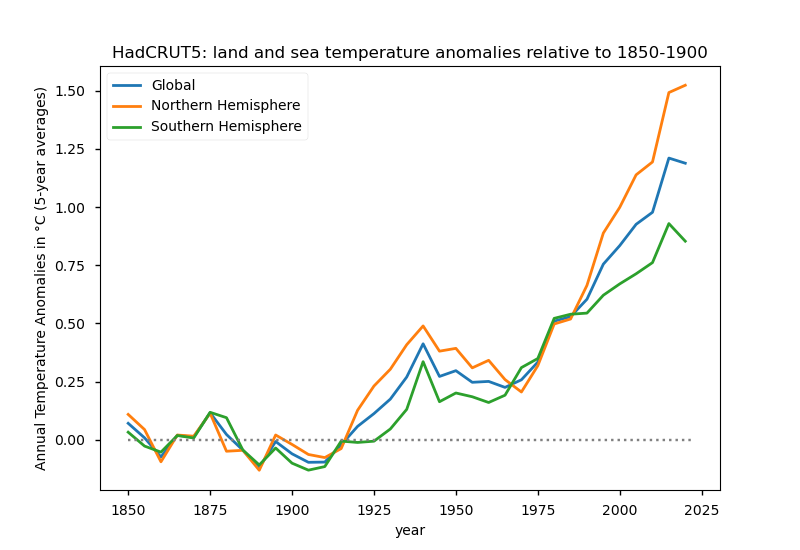 HadCRUT5: land and sea temperature anomalies relative to 1850-1900
Global
Northern Hemisphere
Southern Hemisphere
Annual Temperature Anomalies in °C (5-year averages)
1.50
1.25
1.00
0.75
0.50
0.25
0.00
1850 1875 1900 1925 1950 1975 2000 2025
year